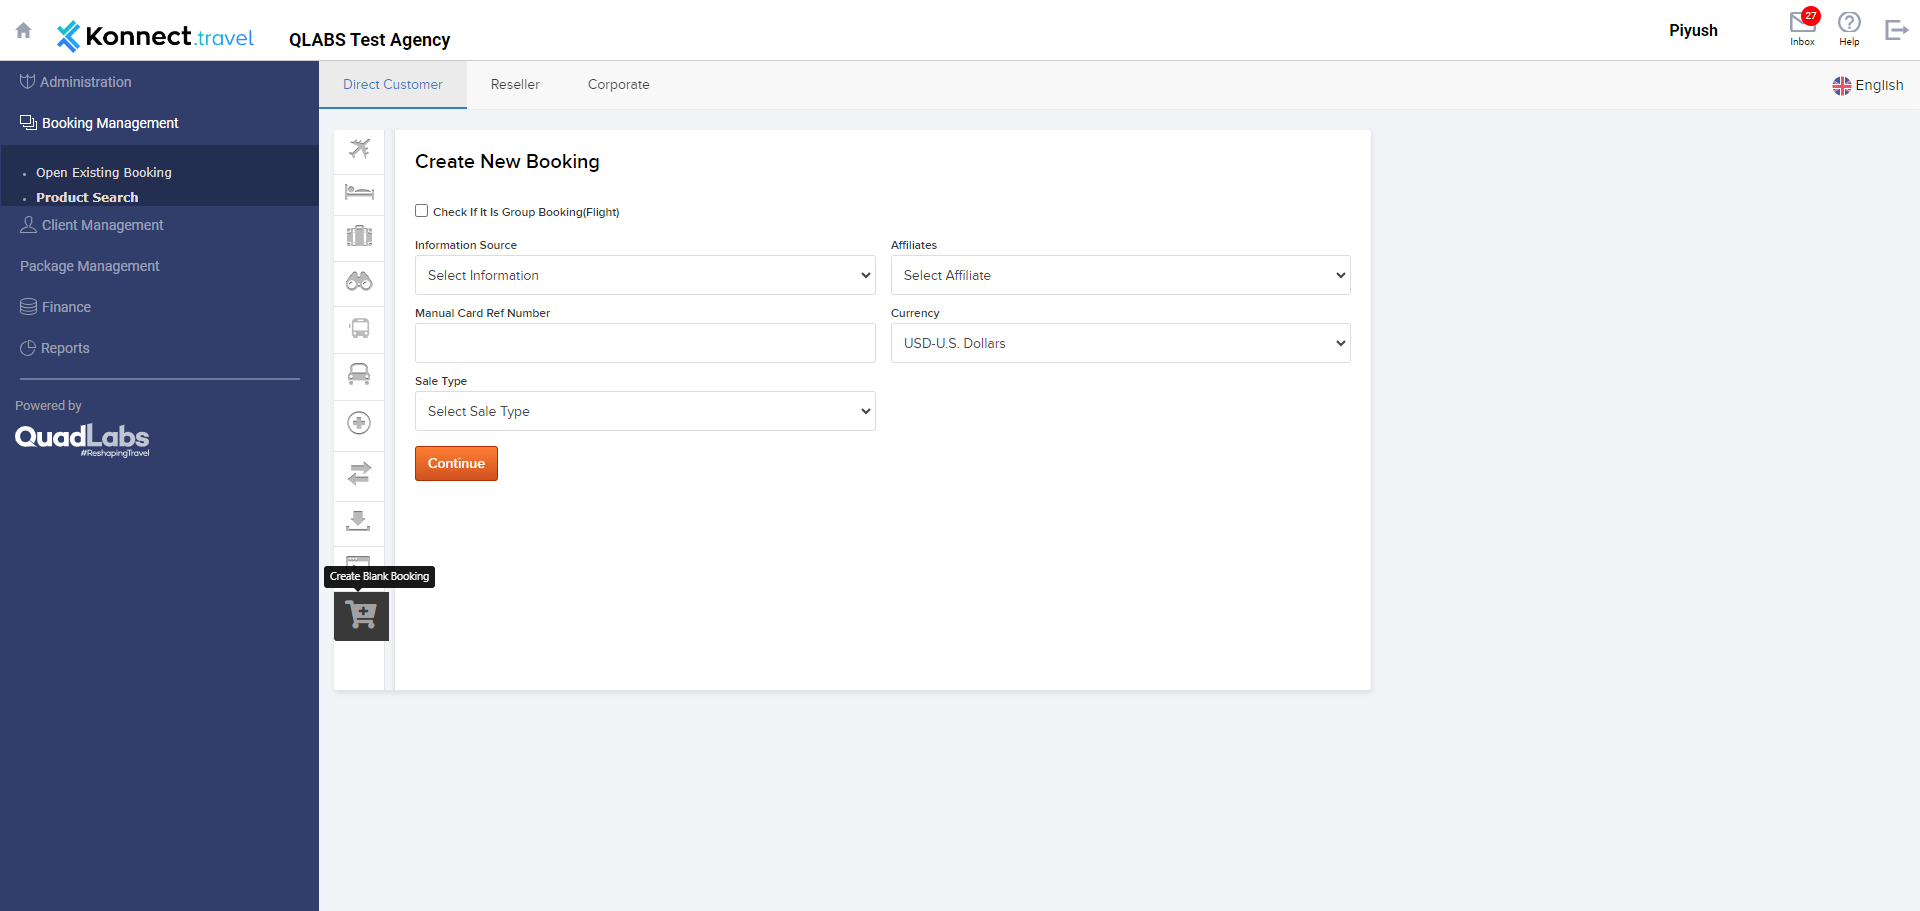 Konnect.travel
QLABS Test Agency
Piyush
27
Inbox
Help
Administration
Booking Management
Open Existing Booking
Product Search
Client Management
Package Management
Finance
Reports
Powered by
QuadLabs
#ReshapingTravel
Direct Customer
Reseller
Corporate
English
Create New Booking
Check If It Is Group Booking(Flight)
Information Source
Affiliates
Select Information
Select Affiliate
Manual Card Ref Number
Currency
USD-U.S. Dollars
Sale Type
Select Sale Type
Continue
Create Blank Booking